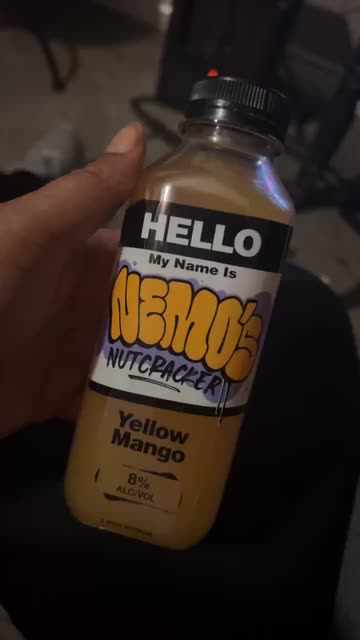 HELLO
My Name Is
NEMO'S
NUTCRACKER
Yellow
Mango
8%
ALC/VOL